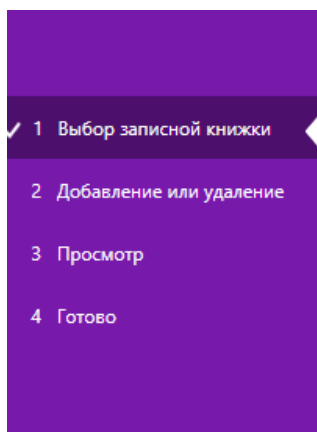 1 Выбор записной книжки
2 Добавление или удаление
3 Просмотр
4 Готово